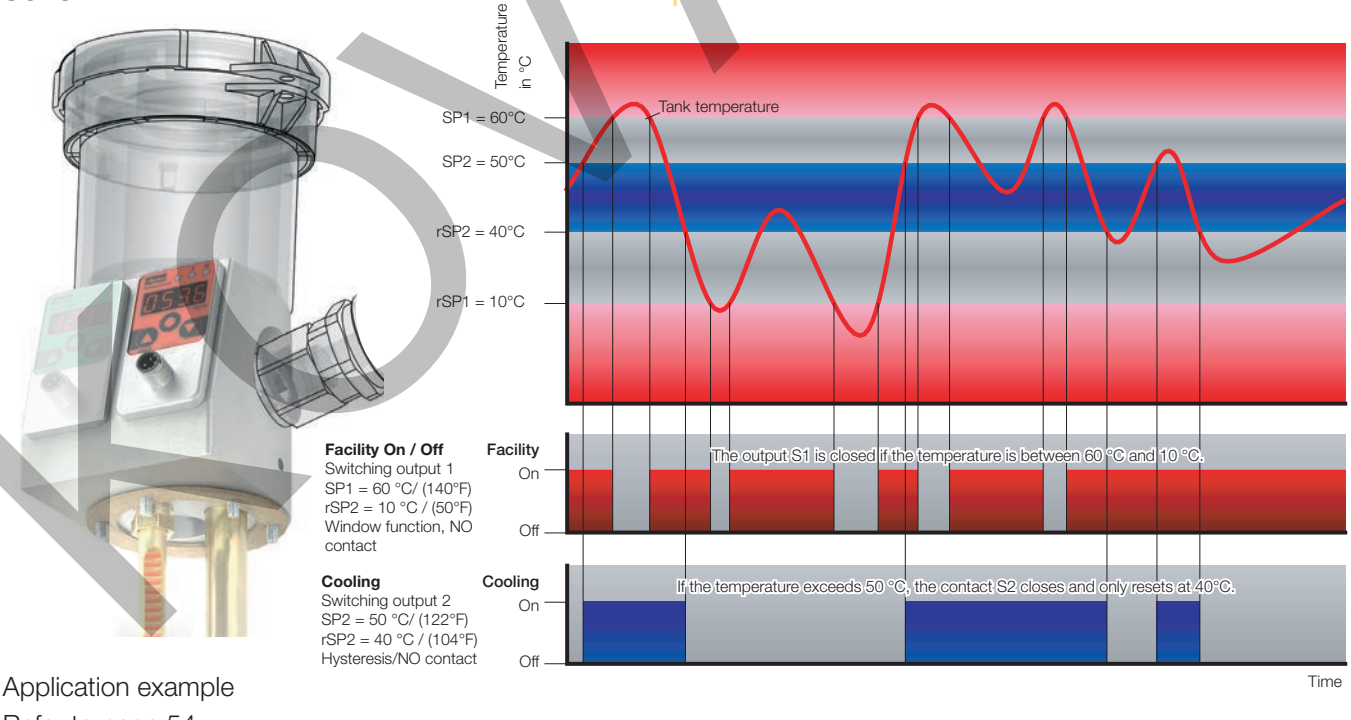 Temperature
in °C
SP1 = 60°C
Tank temperature
SP2 = 50°C
rSP2 = 40°C
rSP1 = 10°C
Facility On / Off
Switching output 1
SP1 = 60 °C/ (140°F)
rSP2 = 10 °C / (50°F)
Window function, NO
contact
Facility
On
Off
The output S1 is closed if the temperature is between 60 °C and 10 °C.
Cooling
Switching output 2
SP2 = 50 °C/ (122°F)
rSP2 = 40 °C / (104°F)
Hysteresis/NO contact
Cooling
On
Off
If the temperature exceeds 50 °C, the contact S2 closes and only resets at 40°C.
Time
Application example